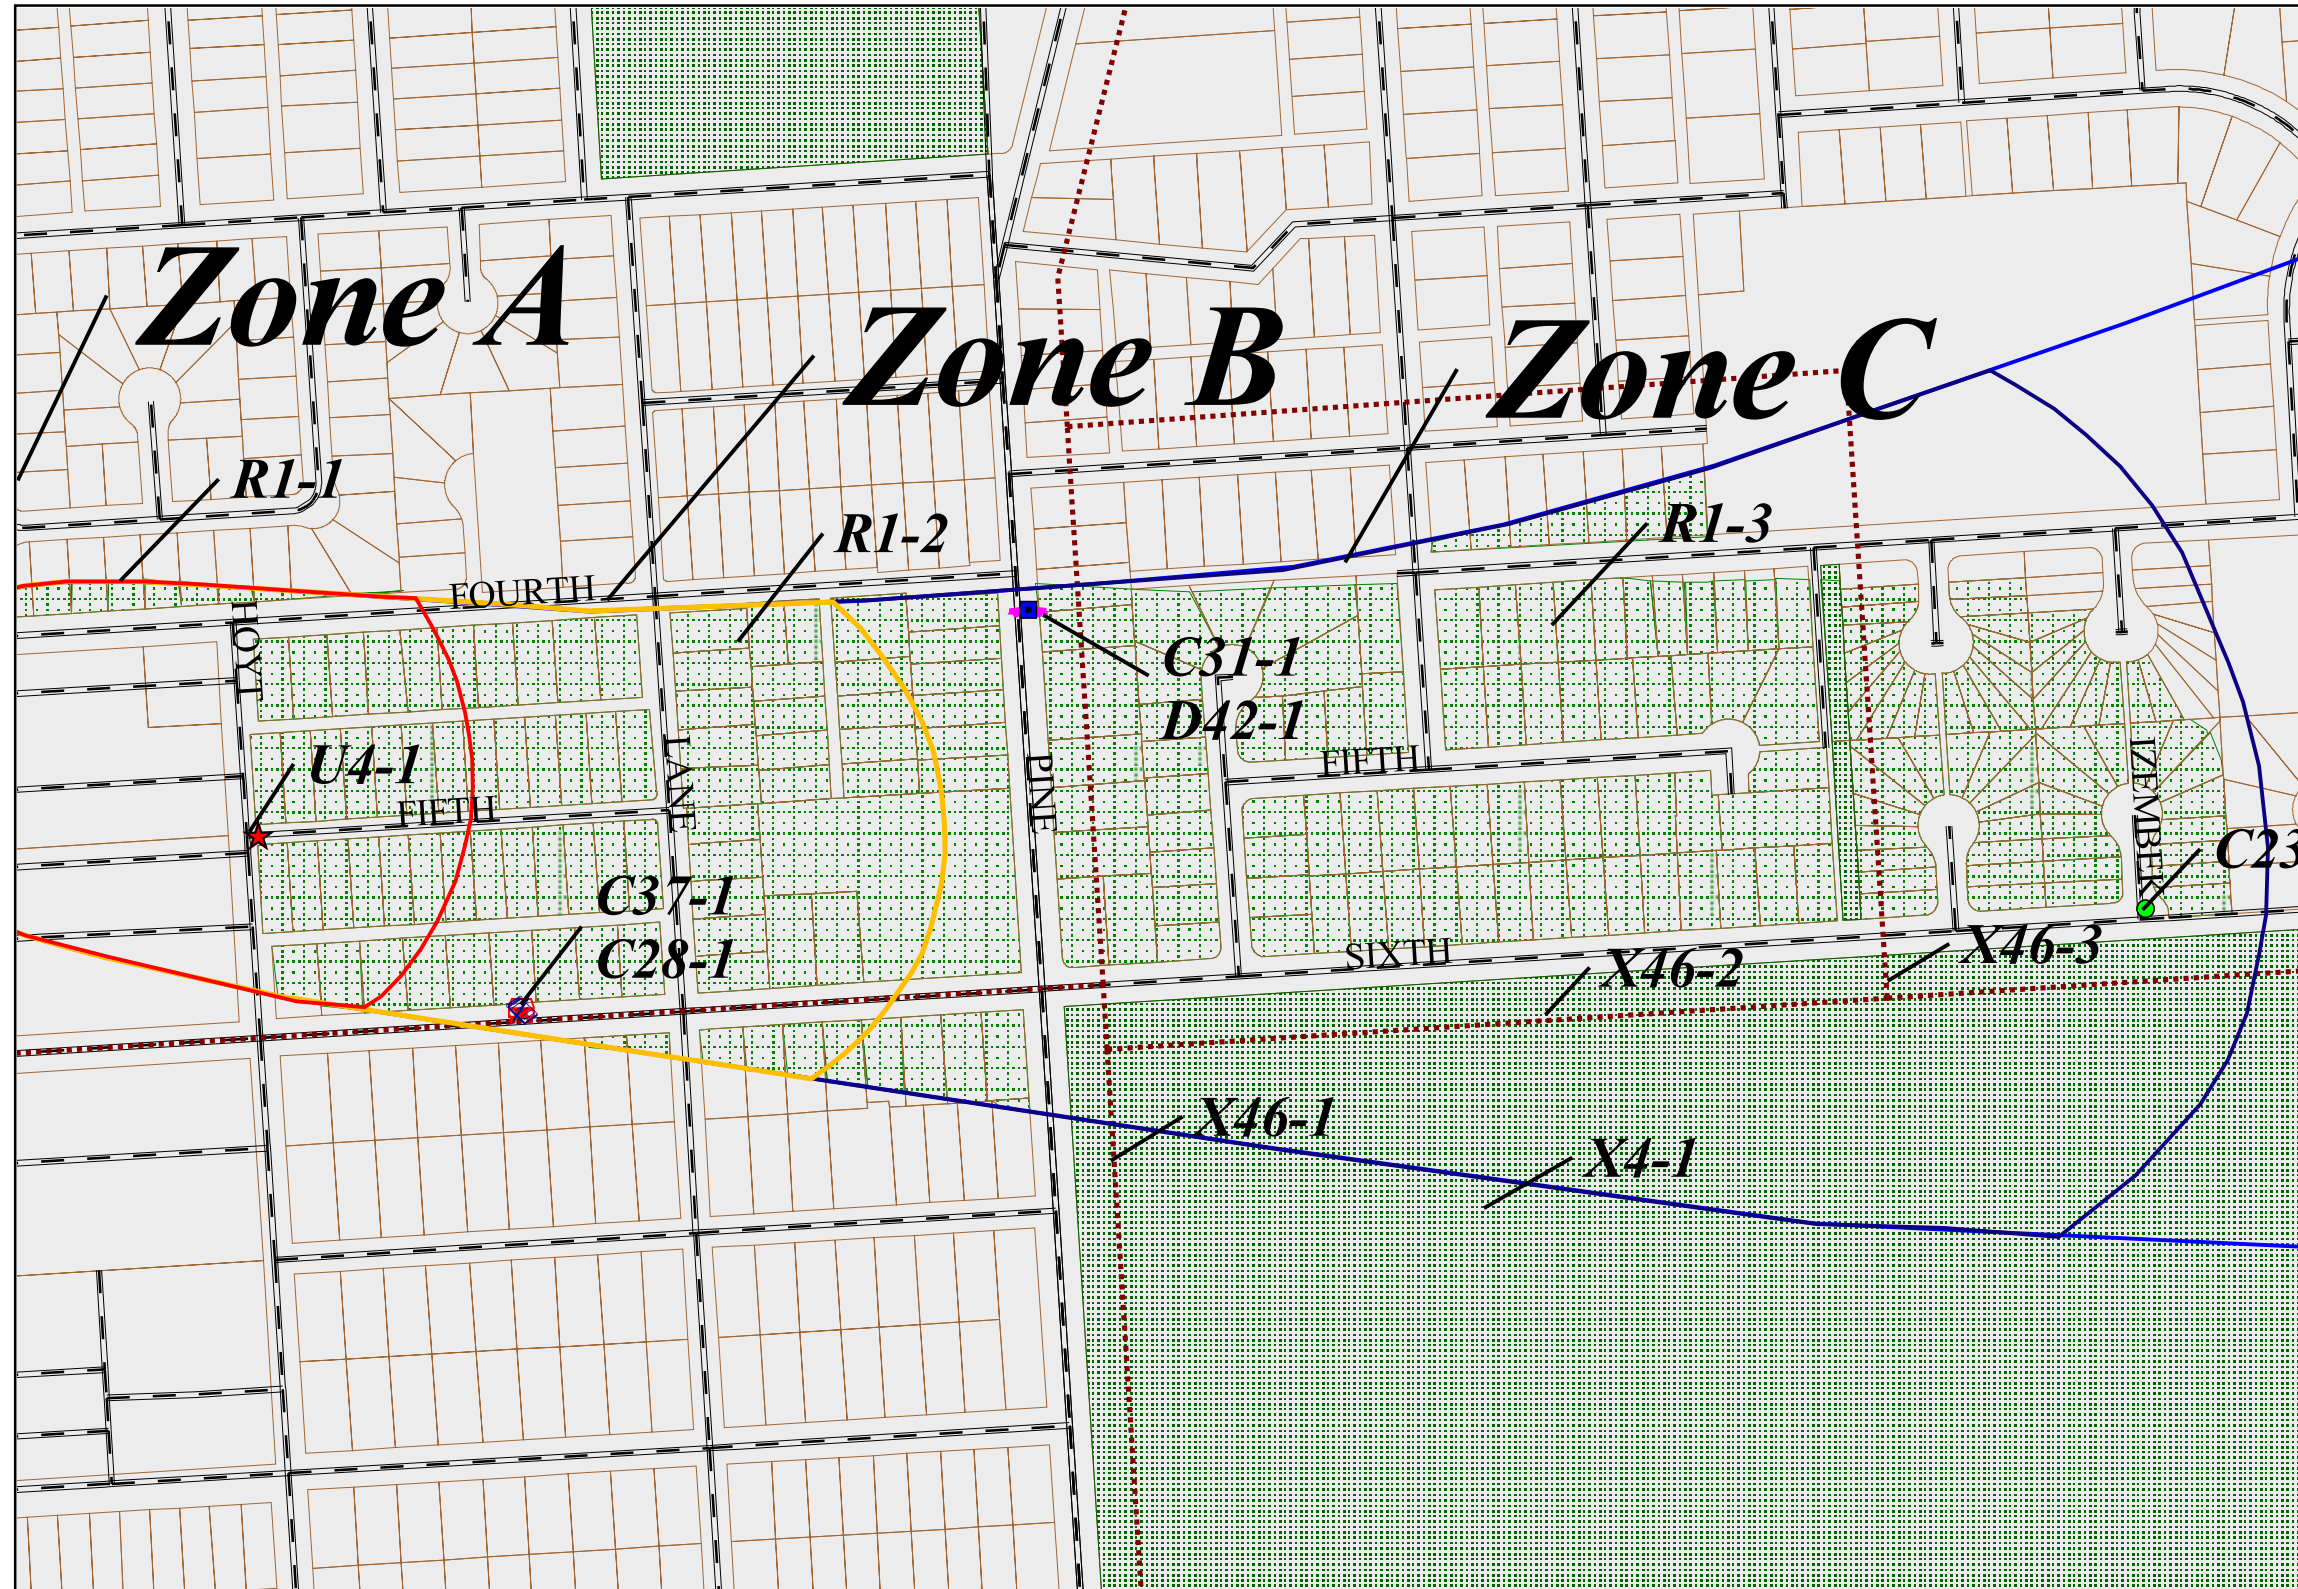 Zone A
Zone B
Zone C
R1-1
R1-2
R1-3
FOURTH
HOYT
C31-1
D42-1
U4-1
FIFTH
LANE
PINE
FIFTH
IZEMBEK
C23
C37-1
C28-1
SIXTH
X46-2
X46-3
X46-1
X4-1